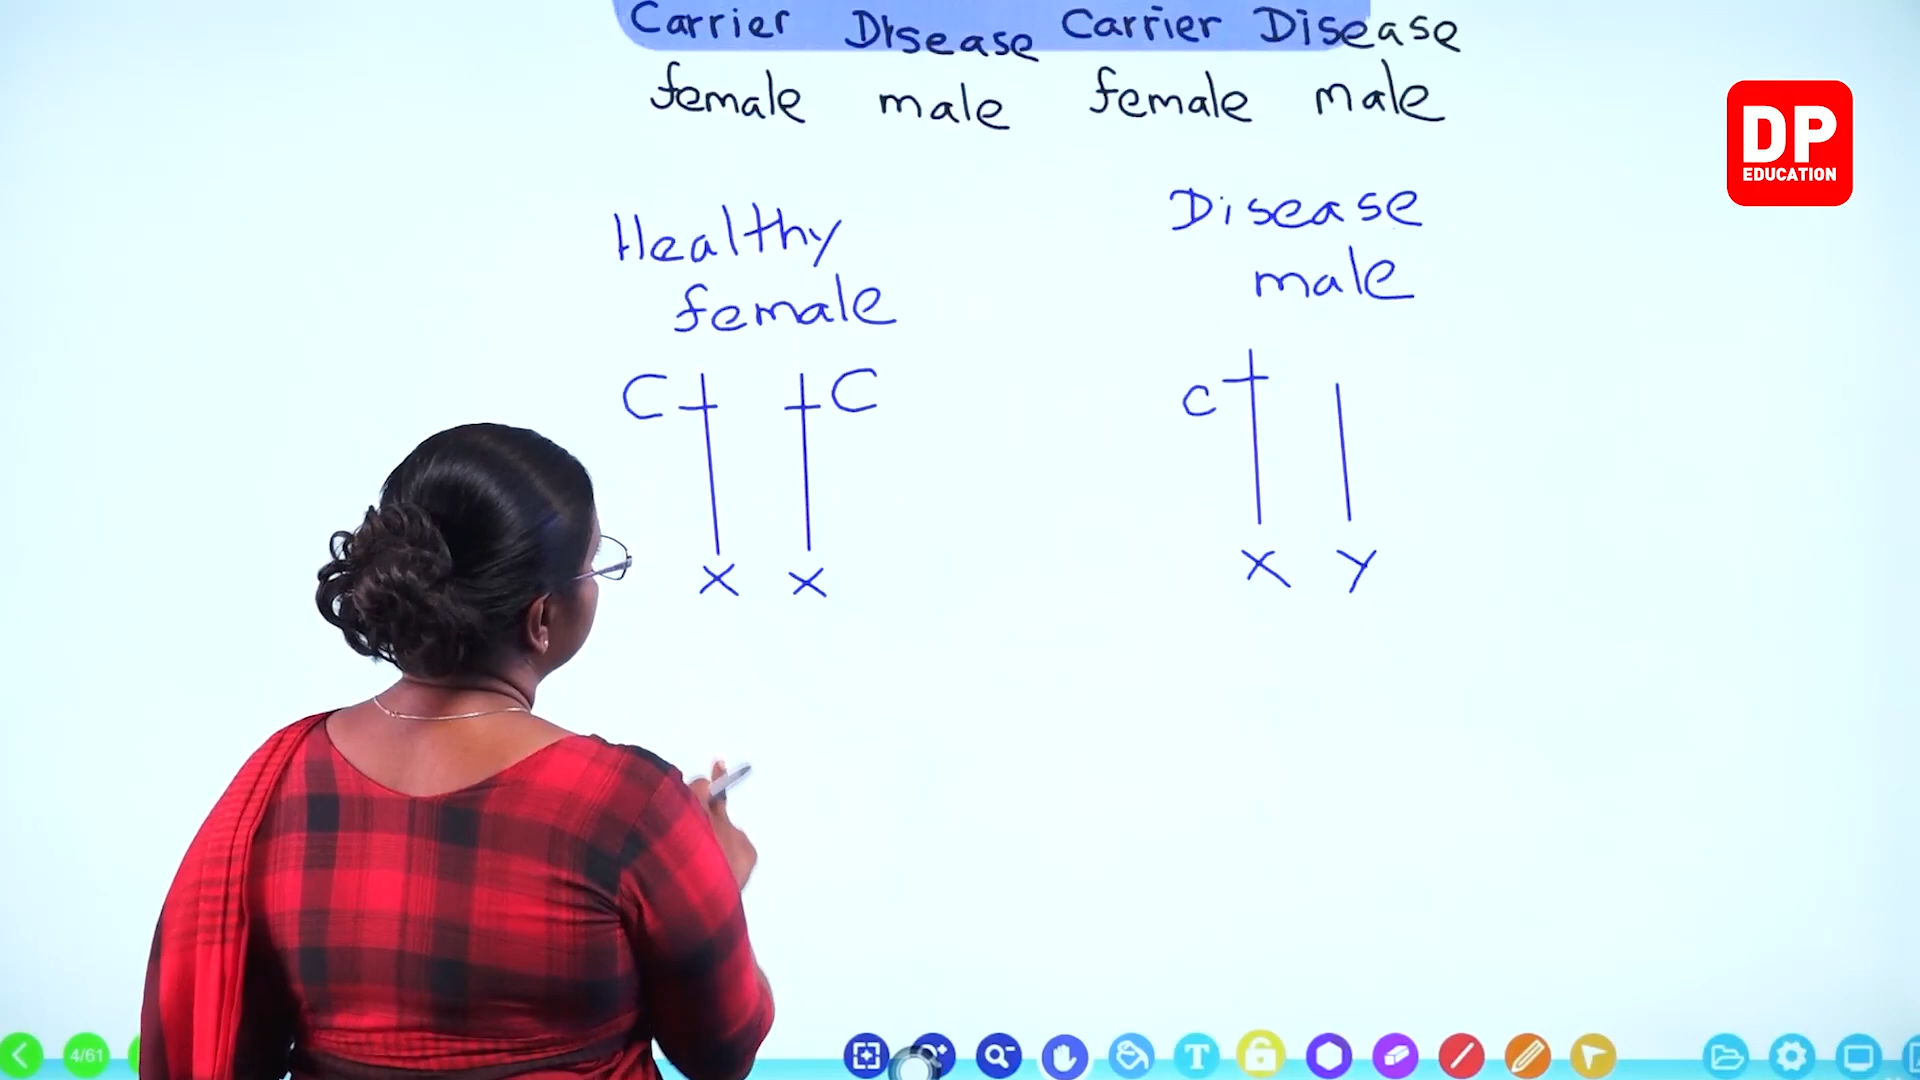 Carrier Disease Carrier Disease
female male female male
DP
EDUCATION
Healthy
female
Disease
male
C C
c
X X
X Y
4/61
T